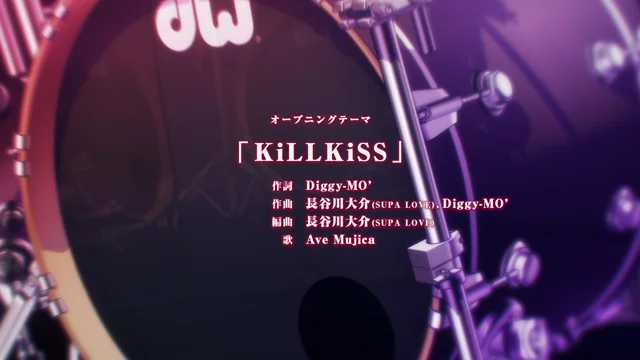 dw
オープニングテーマ
「KiLLKiSS」
作詞 Diggy-MO'
作曲 長谷川大介(SUPA LOVE), Diggy-MO'
編曲 長谷川大介(SUPA LOVE)
歌 Ave Mujica